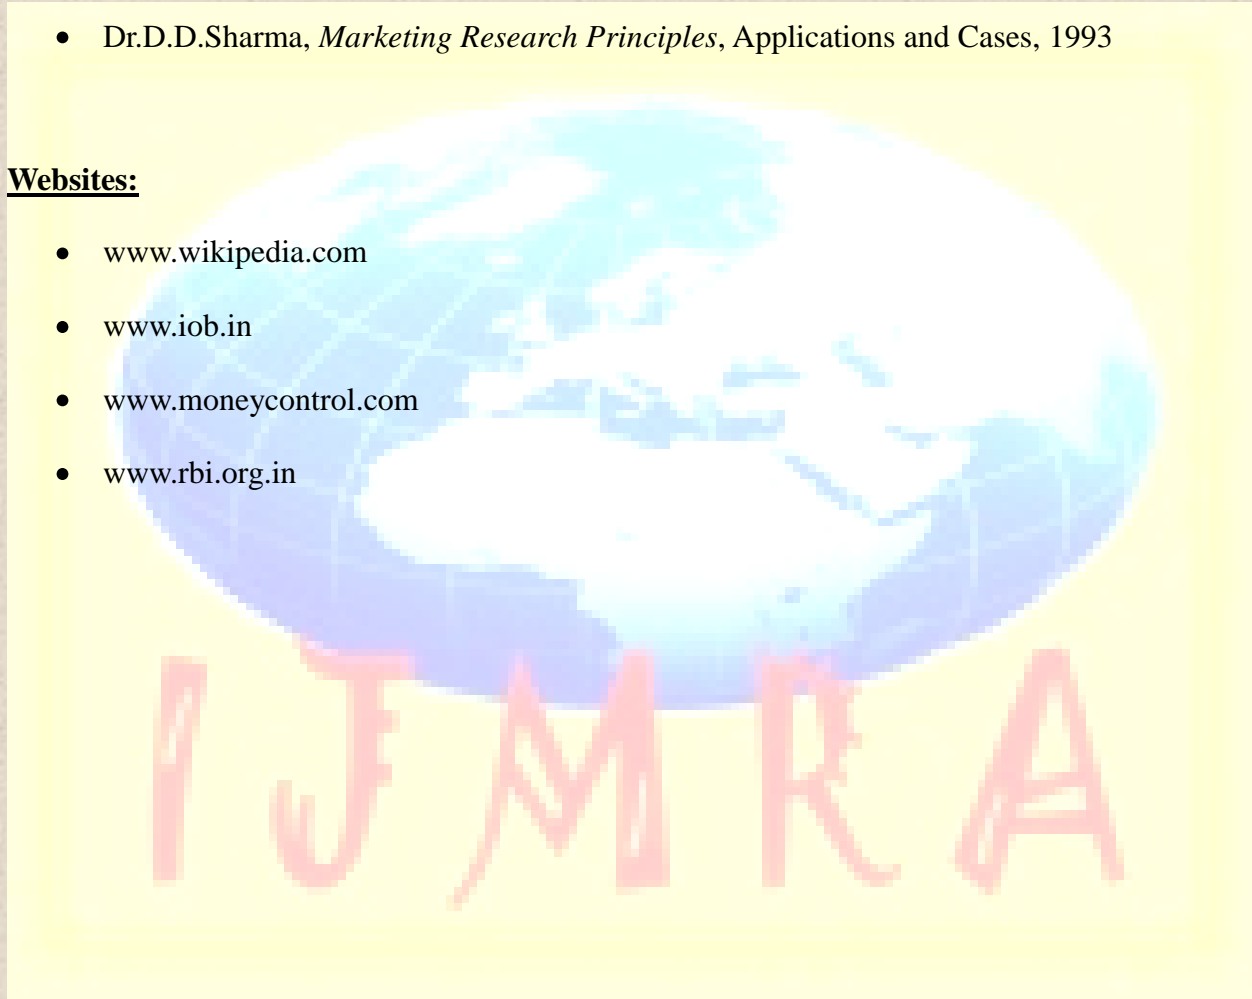 • Dr.D.D.Sharma, Marketing Research Principles, Applications and Cases, 1993
Websites:
• www.wikipedia.com
• www.iob.in
• www.moneycontrol.com
• www.rbi.org.in
IJMRA